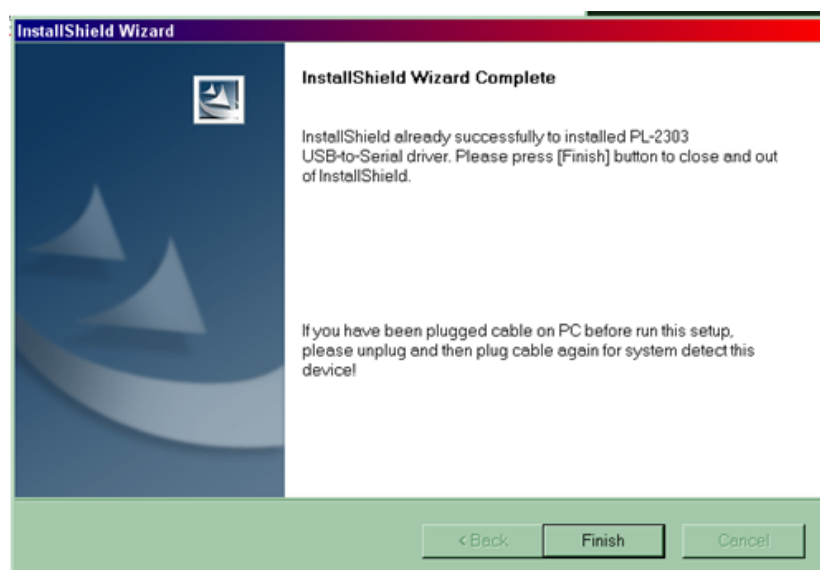 InstallShield Wizard
InstallShield Wizard Complete
InstallShield already successfully to installed PL-2303
USB-to-Serial driver. Please press [Finish] button to close and out
of InstallShield.
If you have been plugged cable on PC before run this setup,
please unplug and then plug cable again for system detect this
device!
< Back
Finish
Cancel